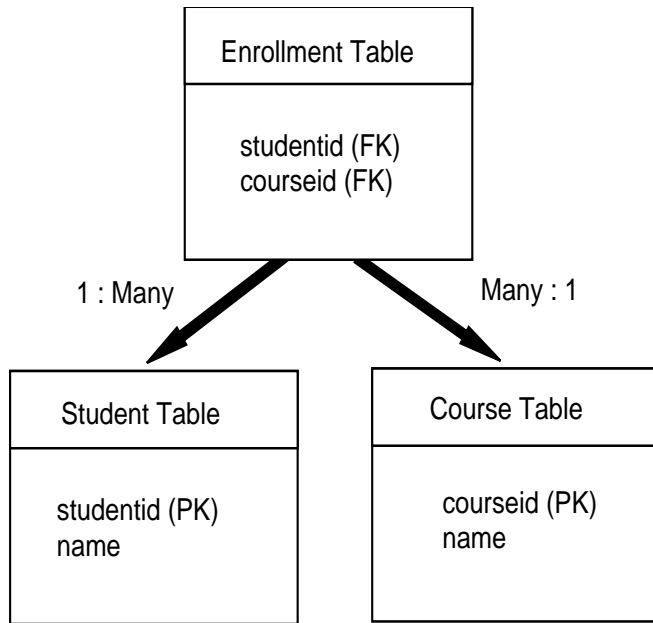 Enrollment Table
studentid (FK)
courseid (FK)
1 : Many
Many : 1
Student Table
studentid (PK)
name
Course Table
courseid (PK)
name